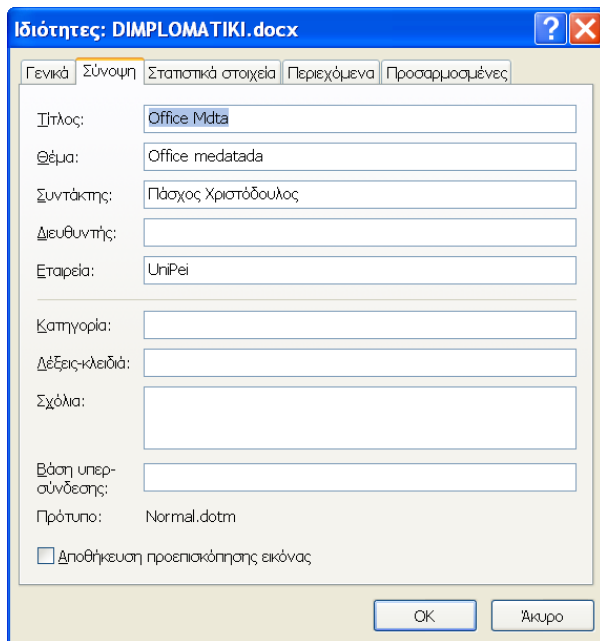 Ιδιότητες: DIMPLOMATIKI.docx
Γενικά Σύνοψη Στατιστικά στοιχεία Περιεχόμενα Προσαρμοσμένες
Τίτλος: Office Mdta
Θέμα: Office medatada
Συντάκτης: Πάσχος Χριστόδουλος
Διευθυντής:
Εταιρεία: UniPei
Κατηγορία:
Λέξεις-κλειδιά:
Σχόλια:
Βάση υπερ-
σύνδεσης:
Πρότυπο: Normal.dotm
Αποθήκευση προεπισκόπησης εικόνας
OK Άκυρο